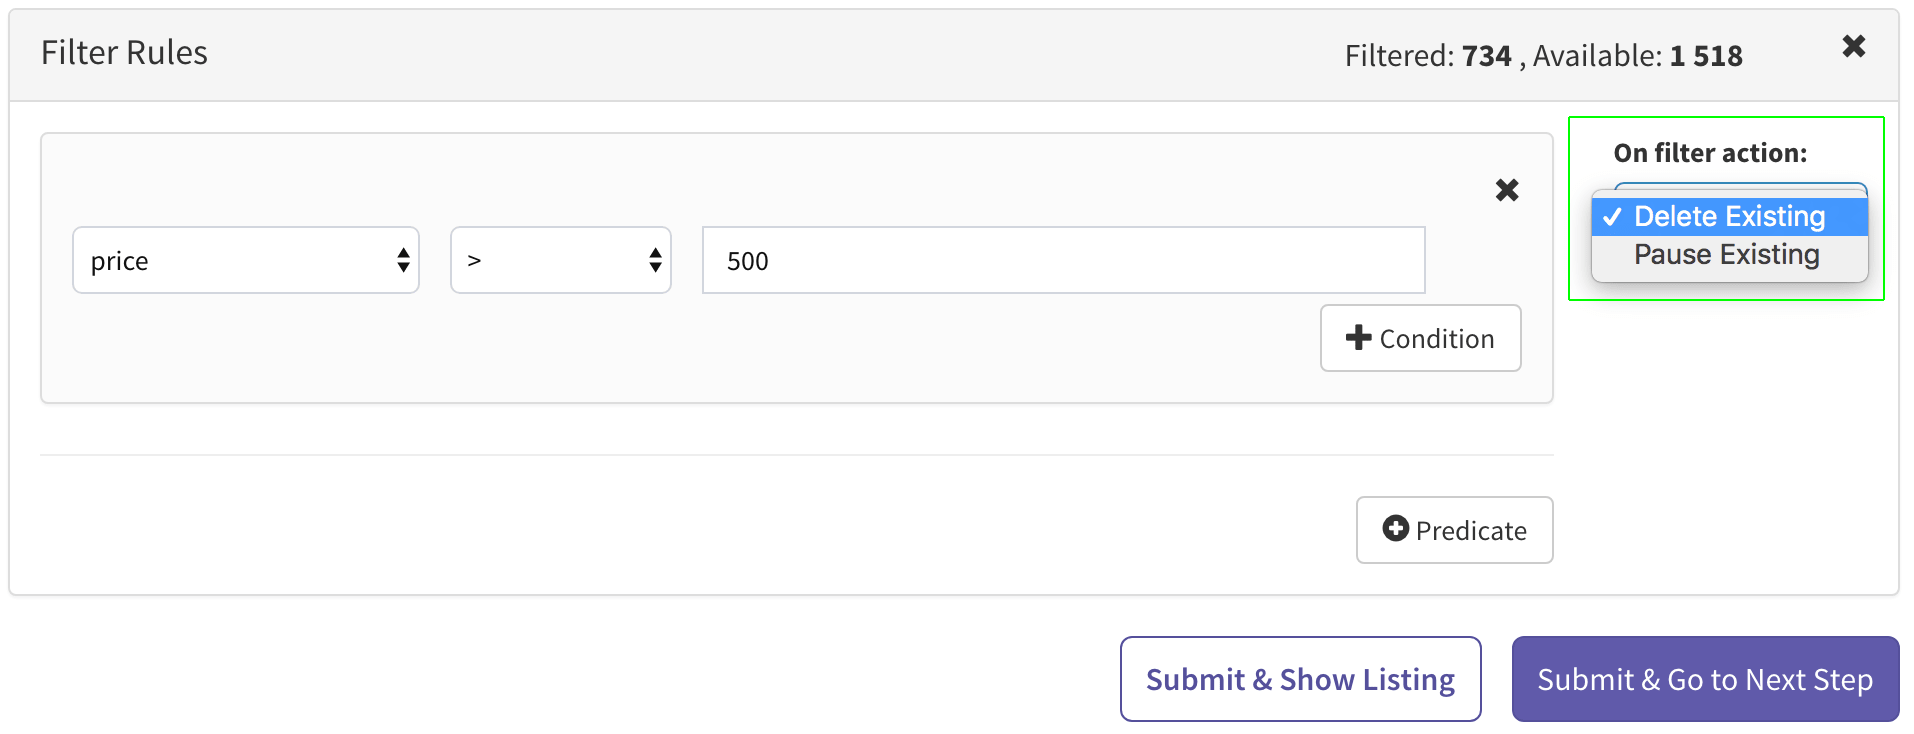 Filter Rules
Filtered: 734 , Available: 1 518
On filter action:
✓ Delete Existing
Pause Existing
price
>
500
Condition
Predicate
Submit & Show Listing
Submit & Go to Next Step